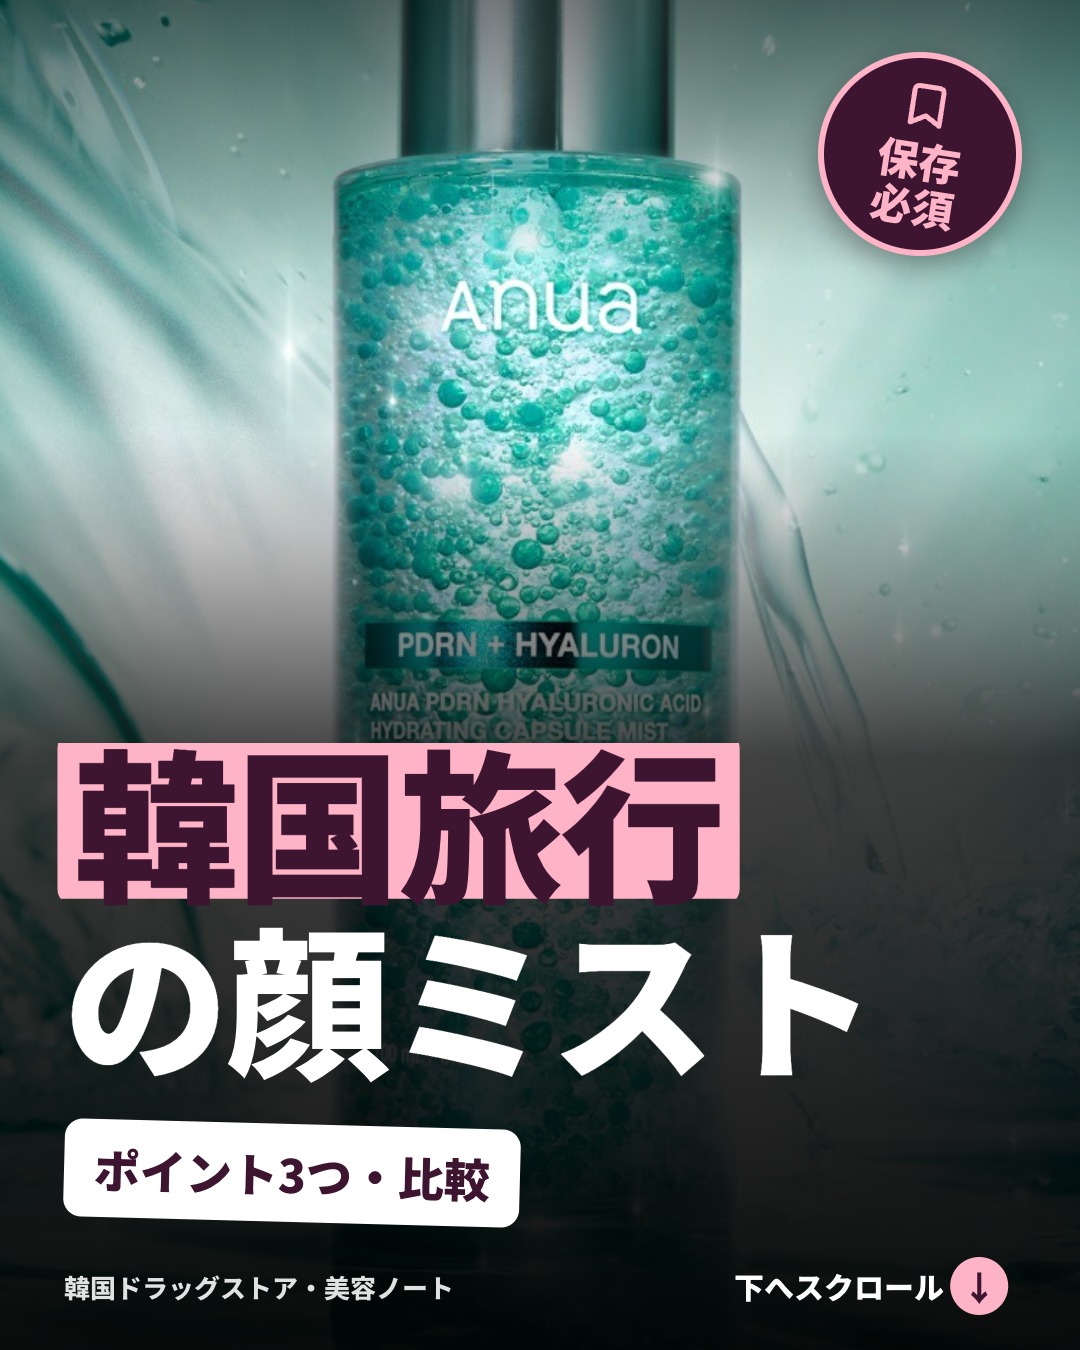 保存
必須
Anua
PDRN + HYALURON
ANUA PDRN HYALURONIC ACID
HYDRATING CAPSULE MIST
韓国旅行
の顔ミスト
ポイント3つ・比較
韓国ドラッグストア・美容ノート
下へスクロール↓